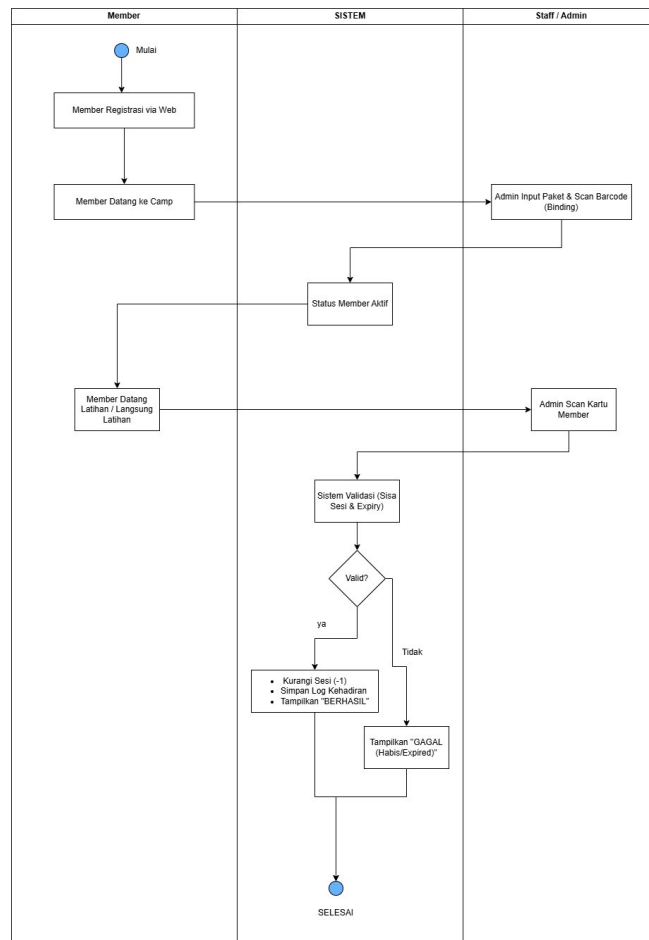 Member
SISTEM
Staff / Admin
Mulai
Member Registrasi via Web
Member Datang ke Camp
Admin Input Paket & Scan Barcode
(Binding)
Status Member Aktif
Member Datang
Latihan / Langsung
Latihan
Admin Scan Kartu
Member
Sistem Validasi (Sisa
Sesi & Expiry)
Valid?
ya
Tidak
• Kurangi Sesi (-1)
• Simpan Log Kehadiran
• Tampilkan "BERHASIL"
Tampilkan "GAGAL
(Habis/Expired)"
SELESAI